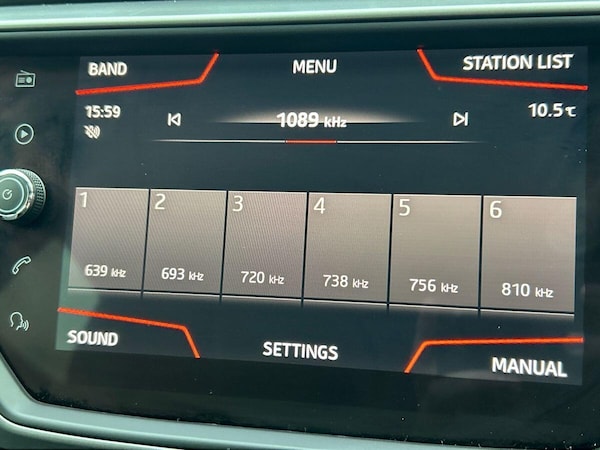 BAND MENU STATION LIST
15:59 1089 kHz 10.5°C
1 2 3 4 5 6
639 kHz 693 kHz 720 kHz 738 kHz 756 kHz 810 kHz
SOUND SETTINGS MANUAL